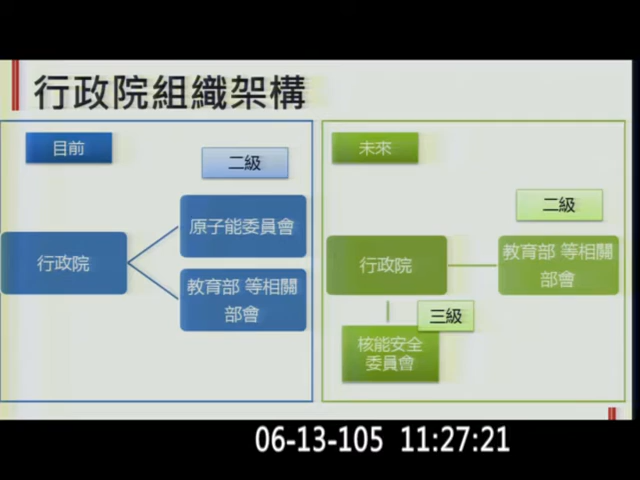 行政院組織架構
目前
二級
原子能委員會
行政院
教育部 等相關
部會
未來
二級
行政院
教育部 等相關
部會
三級
核能安全
委員會
06-13-105 11:27:21